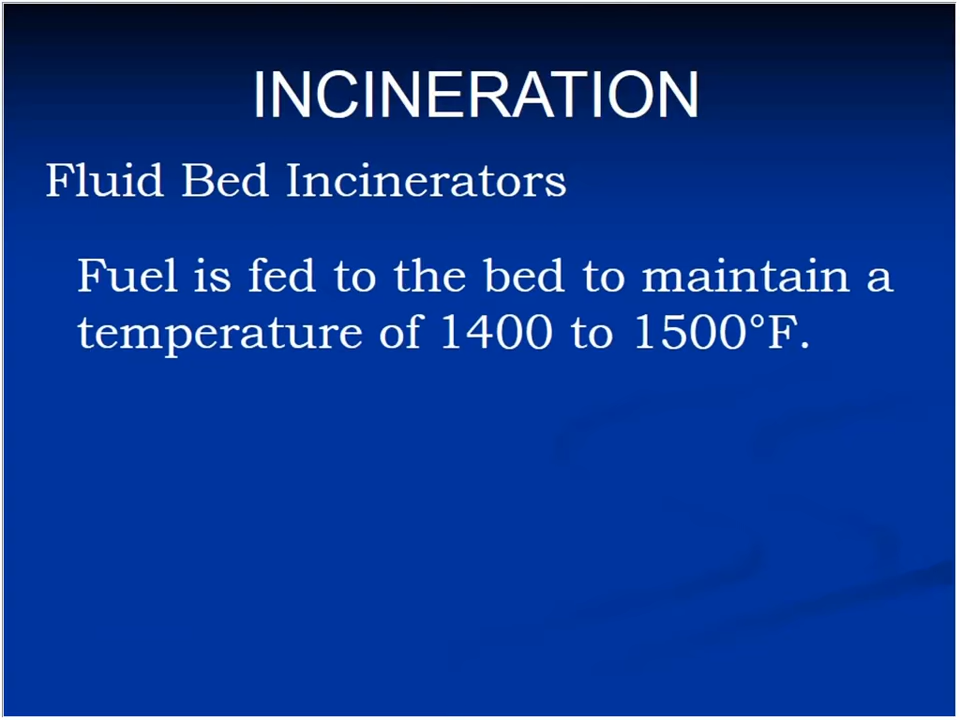 INCINERATION
Fluid Bed Incinerators
Fuel is fed to the bed to maintain a
temperature of 1400 to 1500°F.